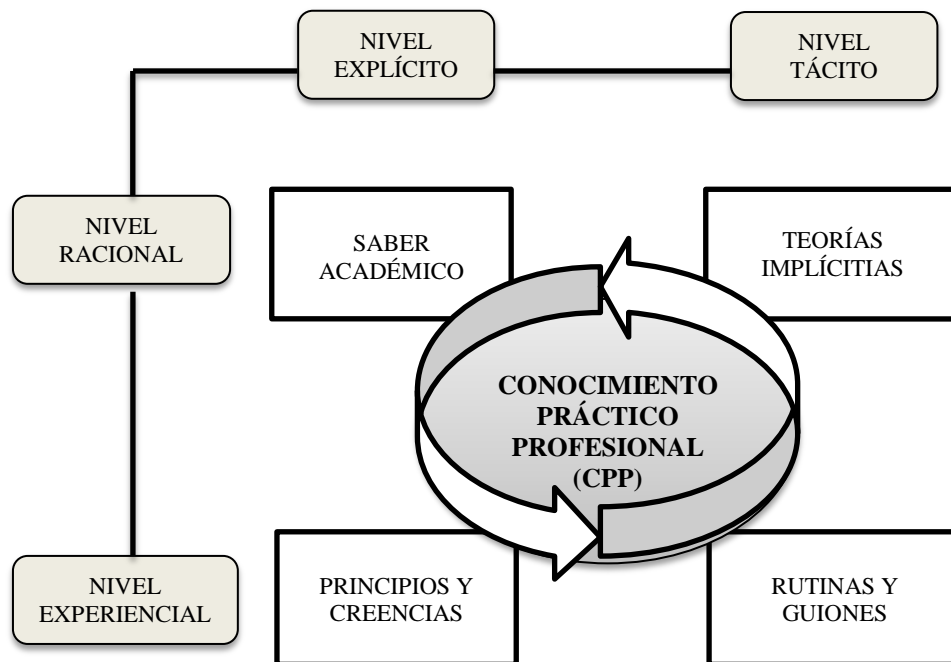 NIVEL
EXPLÍCITO
NIVEL
TÁCITO
NIVEL
RACIONAL
SABER
ACADÉMICO
TEORÍAS
IMPLÍCITIAS
CONOCIMIENTO
PRÁCTICO
PROFESIONAL
(CPP)
NIVEL
EXPERIENCIAL
PRINCIPIOS Y
CREENCIAS
RUTINAS Y
GUIONES